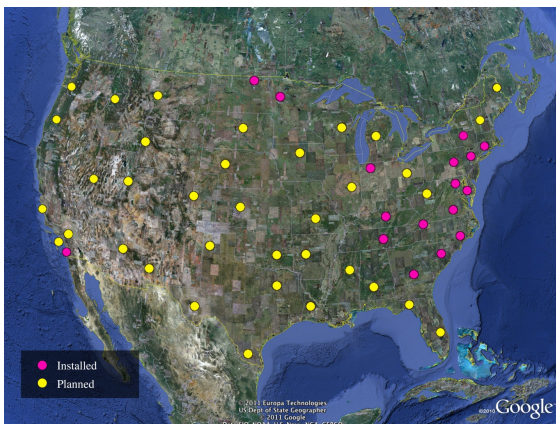 Installed
Planned
© 2011 Europa Technologies
US Dept of State Geographer
© 2011 Google
©2010 Google